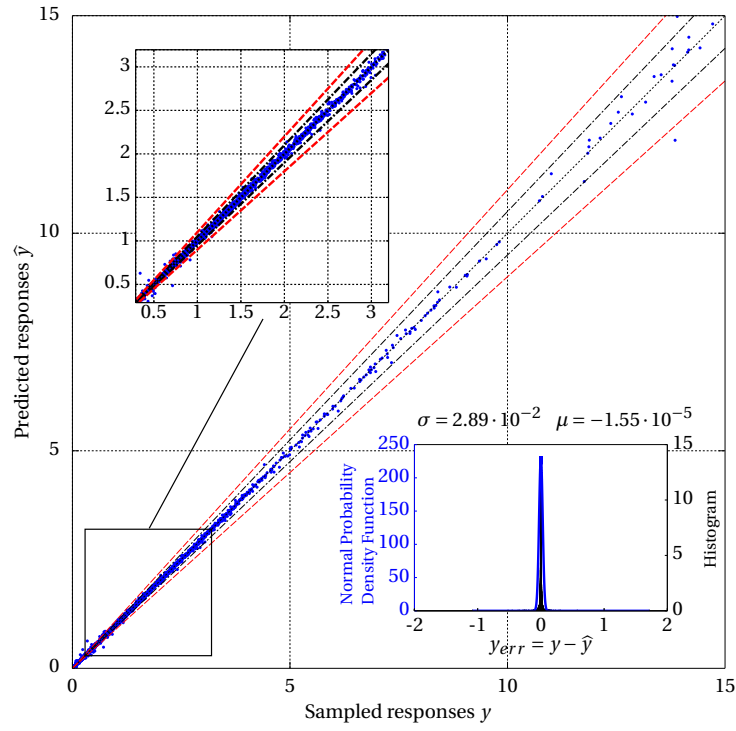 15
10
5
0
Predicted responses ŷ
3
2.5
2
1.5
1
0.5
0.5 1 1.5 2 2.5 3
σ = 2.89·10⁻² μ = −1.55·10⁻⁵
250
200
150
100
50
0
Normal Probability
Density Function
15
10
5
0
Histogram
-2 -1 0 1 2
y_err = y − ŷ
0 5 10 15
Sampled responses y